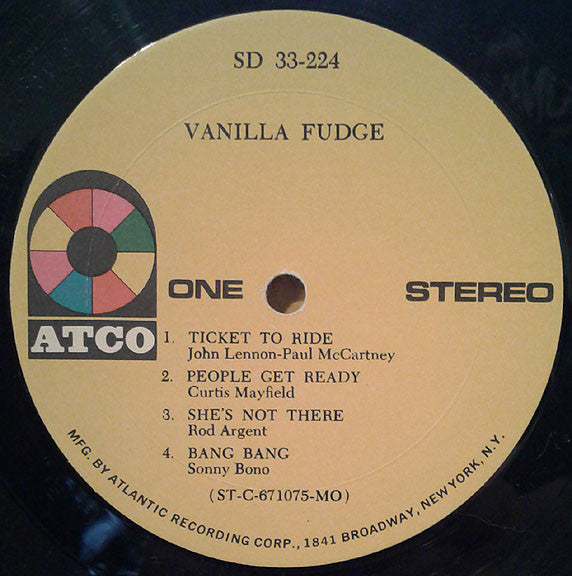 SD 33-224
VANILLA FUDGE
ATCO
ONE
STEREO
1. TICKET TO RIDE
John Lennon-Paul McCartney
2. PEOPLE GET READY
Curtis Mayfield
3. SHE'S NOT THERE
Rod Argent
4. BANG BANG
Sonny Bono
(ST-C-671075-MO)
MFG. BY ATLANTIC RECORDING CORP., 1841 BROADWAY, NEW YORK, N.Y.